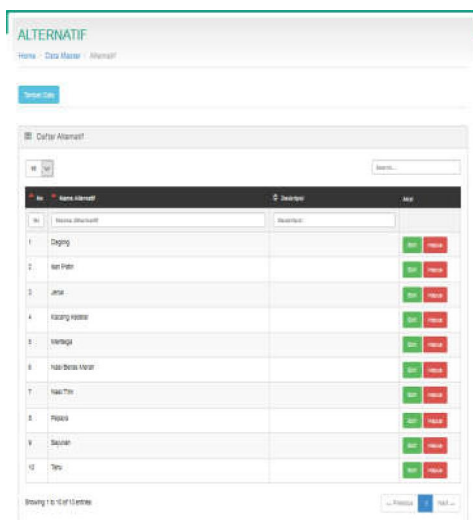 ALTERNATIF
Home / Data Master / Alternatif
Tambah Data
Daftar Alternatif
10
Search...
No Nama Alternatif Deskripsi Aksi
No Nama Alternatif Deskripsi
1 Daging Edit Hapus
2 Ikan Patin Edit Hapus
3 Jeruk Edit Hapus
4 Kacang Kedelai Edit Hapus
5 Mentega Edit Hapus
6 Nasi Beras Merah Edit Hapus
7 Nasi Tim Edit Hapus
8 Pepaya Edit Hapus
9 Sayuran Edit Hapus
10 Tahu Edit Hapus
Showing 1 to 10 of 10 entries
← Previous 1 Next →